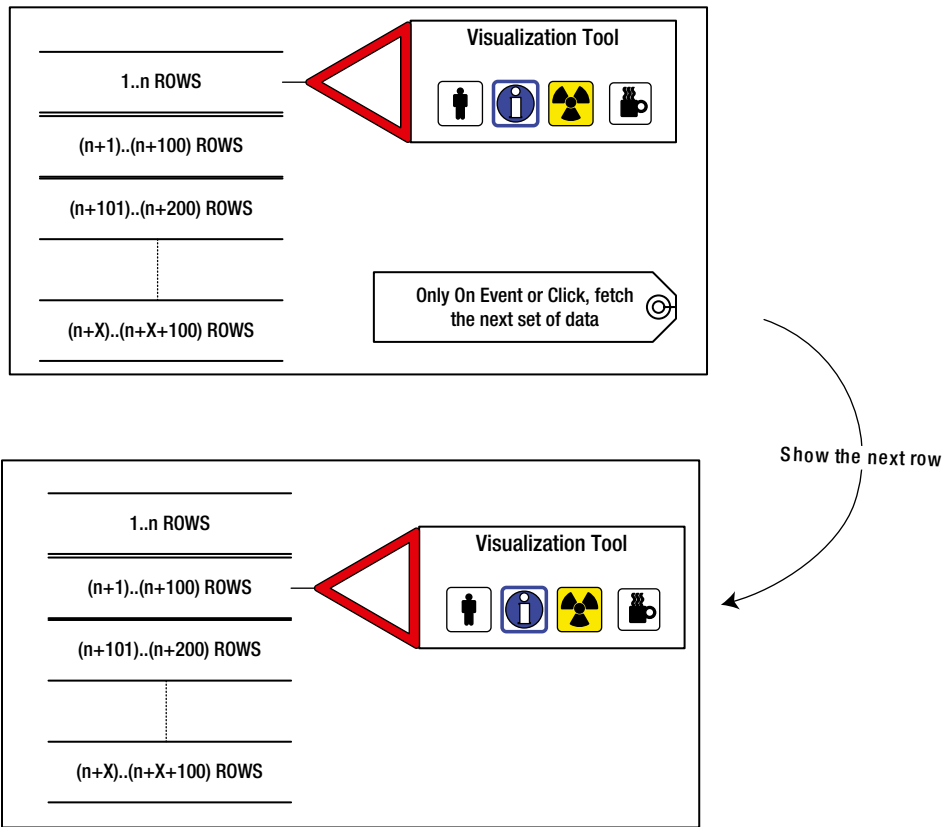 Visualization Tool
1..n ROWS
(n+1)..(n+100) ROWS
(n+101)..(n+200) ROWS
Only On Event or Click, fetch
the next set of data
(n+X)..(n+X+100) ROWS
Show the next row
1..n ROWS
Visualization Tool
(n+1)..(n+100) ROWS
(n+101)..(n+200) ROWS
(n+X)..(n+X+100) ROWS